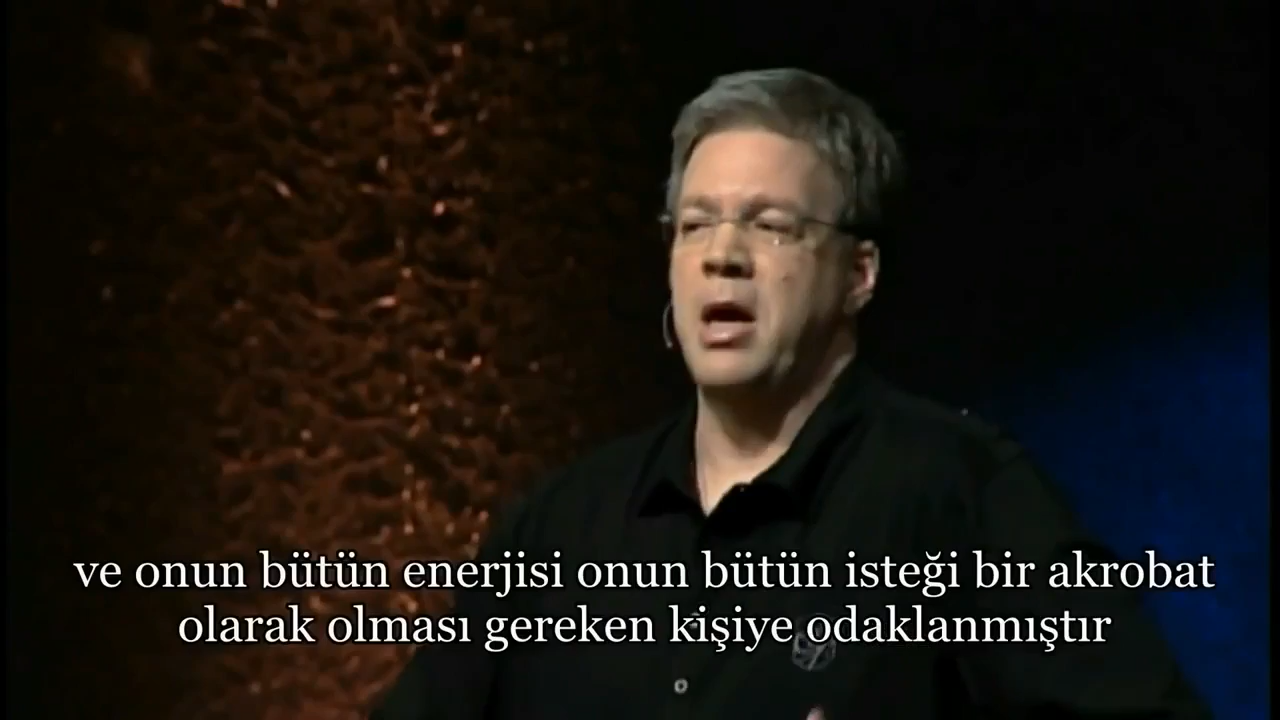 ve onun bütün enerjisi onun bütün isteği bir akrobat
olarak olması gereken kişiye odaklanmıştır